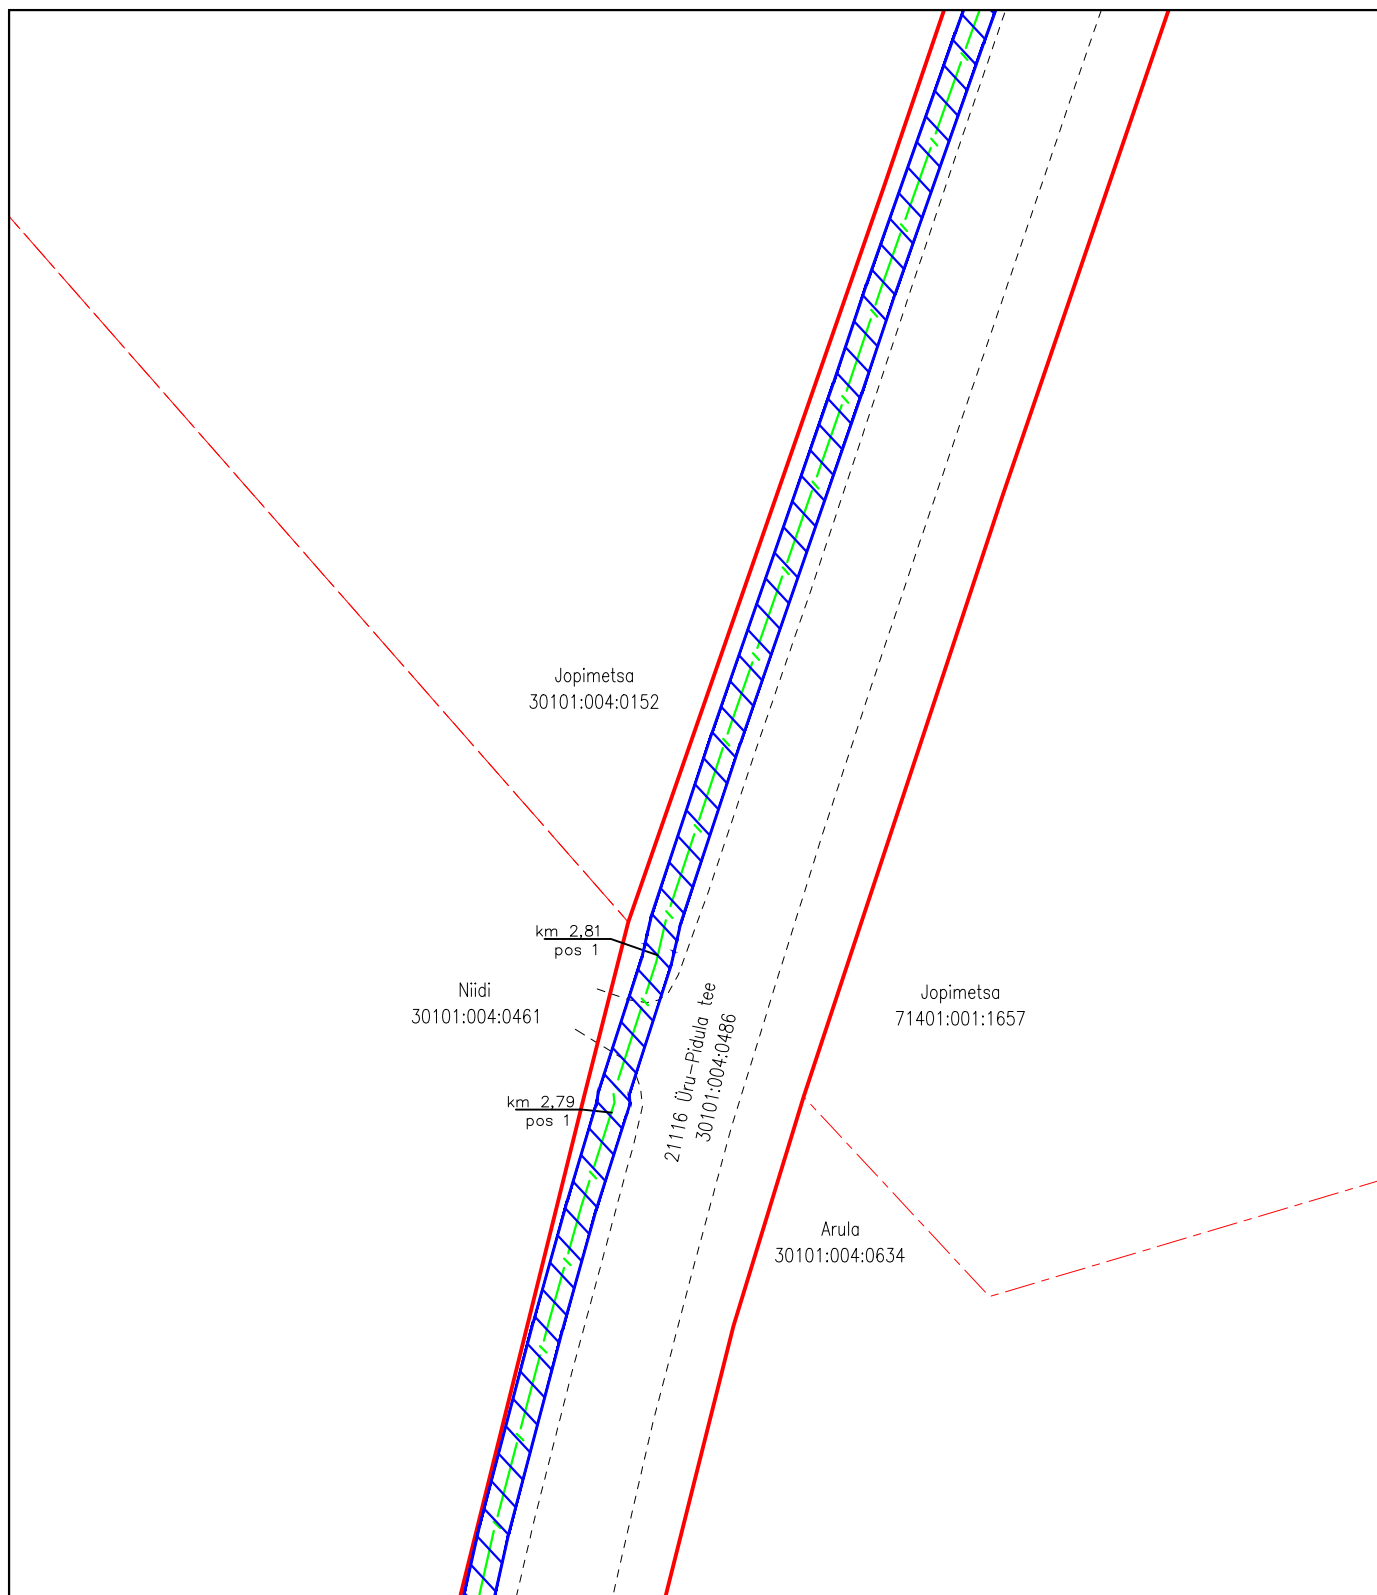 Jopimetsa
30101:004:0152
km 2,81
pos 1
Niidi
30101:004:0461
21116 Üru-Pidula tee
30101:004:0486
Jopimetsa
71401:001:1657
km 2,79
pos 1
Arula
30101:004:0634